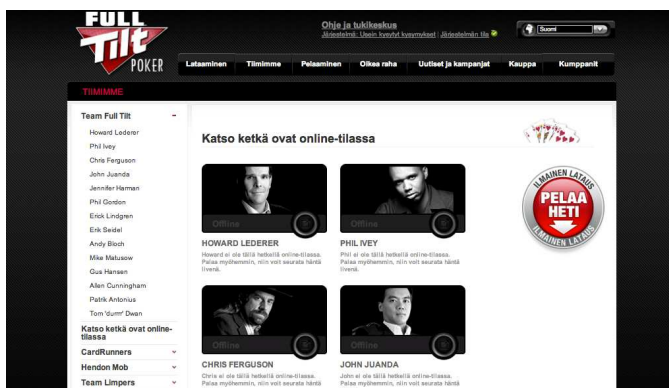 FULL
TILT
POKER
Ohje ja tukikeskus
Järjestelmä: Usein kysytyt kysymykset | Järjestelmän tila
Suomi
Lataaminen Tiimimme Pelaaminen Oikea raha Uutiset ja kampanjat Kauppa Kumppanit
TIIMIMME
Team Full Tilt
Howard Lederer
Phil Ivey
Chris Ferguson
John Juanda
Jennifer Harman
Phil Gordon
Erick Lindgren
Erik Seidel
Andy Bloch
Mike Matusow
Gus Hansen
Allen Cunningham
Patrik Antonius
Tom 'durrrr' Dwan
Katso ketkä ovat online-
tilassa
CardRunners
Hendon Mob
Team Limpers
Katso ketkä ovat online-tilassa
Offline
HOWARD LEDERER
Howard ei ole tällä hetkellä online-tilassa.
Palaa myöhemmin, niin voit seurata häntä
livenä.
Offline
PHIL IVEY
Phil ei ole tällä hetkellä online-tilassa.
Palaa myöhemmin, niin voit seurata häntä
livenä.
Offline
CHRIS FERGUSON
Chris ei ole tällä hetkellä online-tilassa.
Palaa myöhemmin, niin voit seurata häntä
Offline
JOHN JUANDA
John ei ole tällä hetkellä online-tilassa.
Palaa myöhemmin, niin voit seurata häntä
ILMAINEN LATAUS
PELAA
HETI
ILMAINEN LATAUS